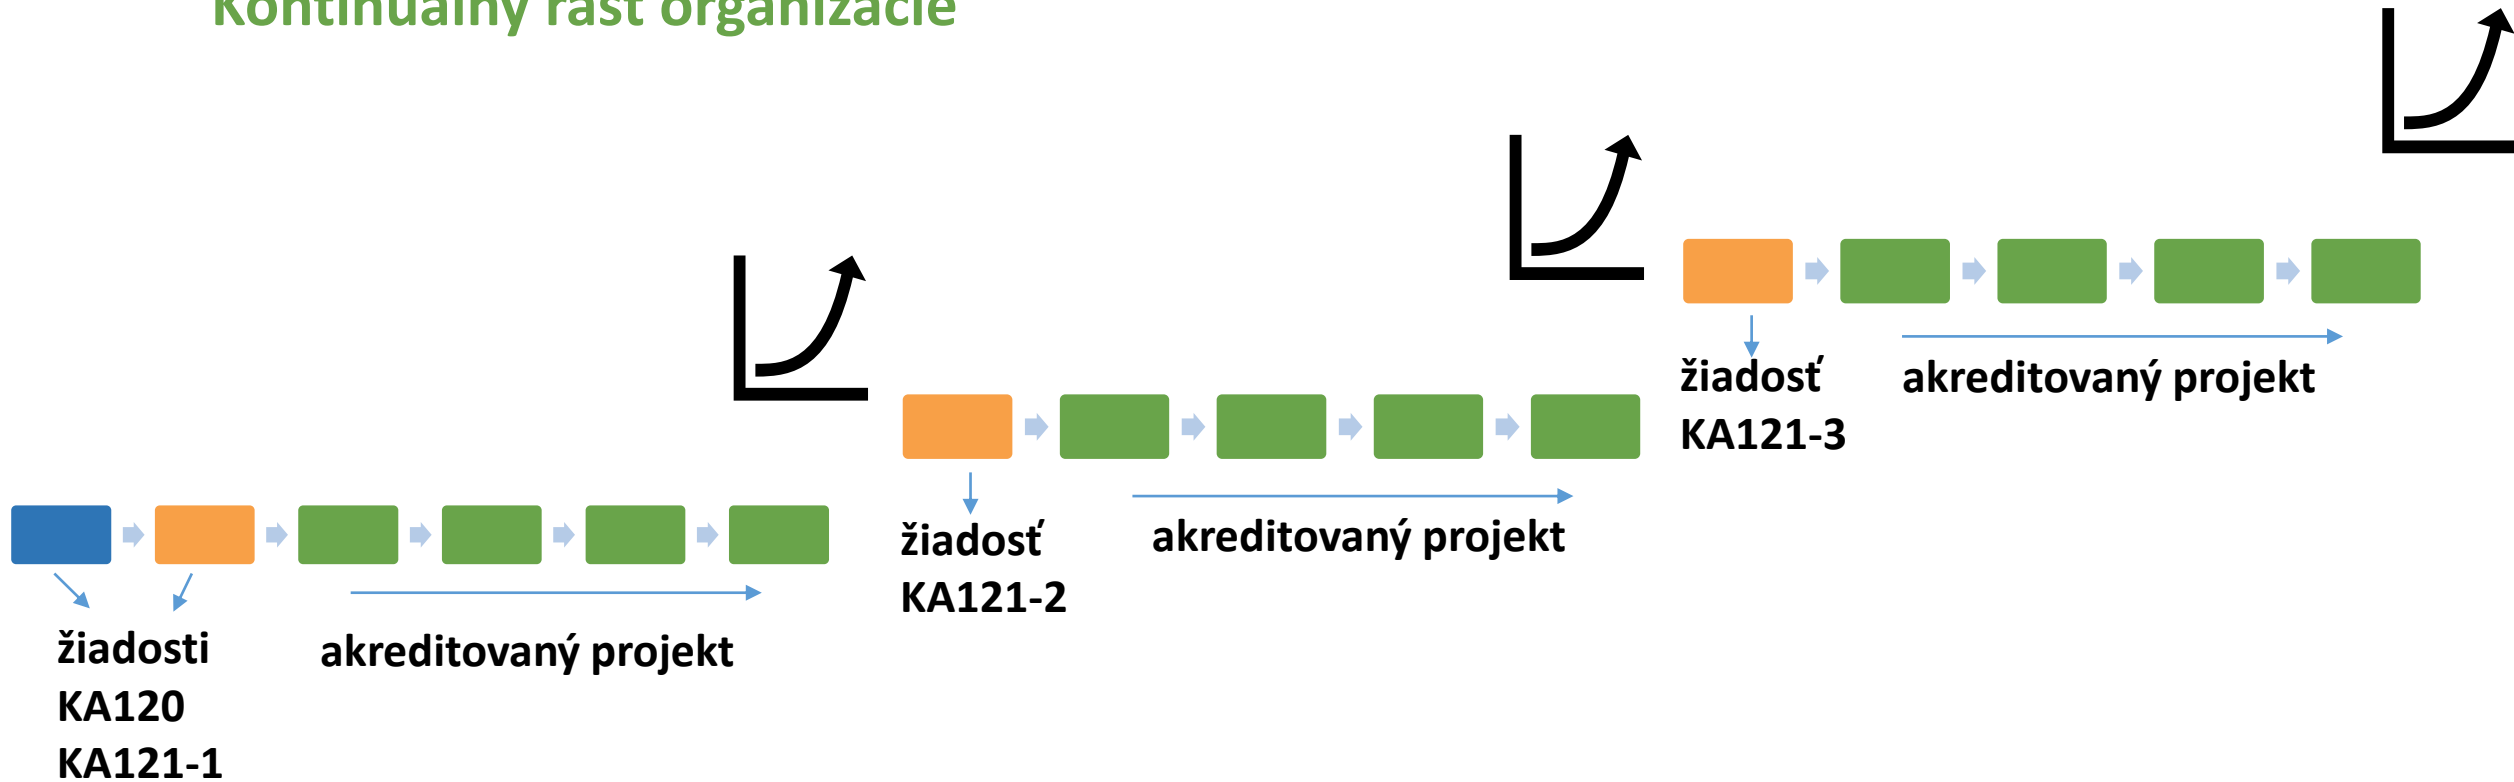 Kontinuálny rast organizácie
žiadosť
KA121-3
akreditovaný projekt
žiadosť
KA121-2
akreditovaný projekt
žiadosti
KA120
KA121-1
akreditovaný projekt